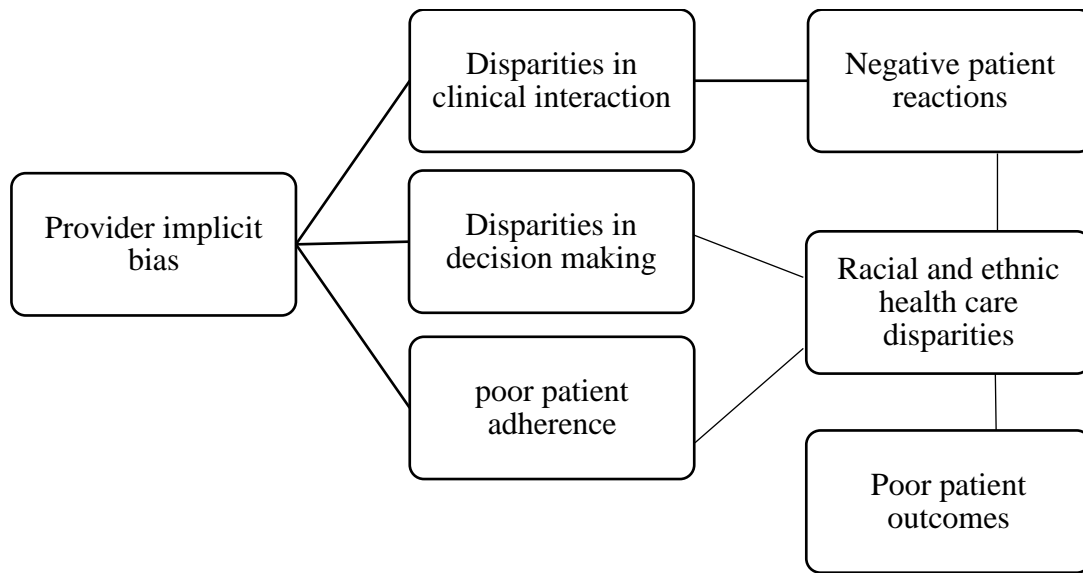 Provider implicit
bias
Disparities in
clinical interaction
Disparities in
decision making
poor patient
adherence
Negative patient
reactions
Racial and ethnic
health care
disparities
Poor patient
outcomes